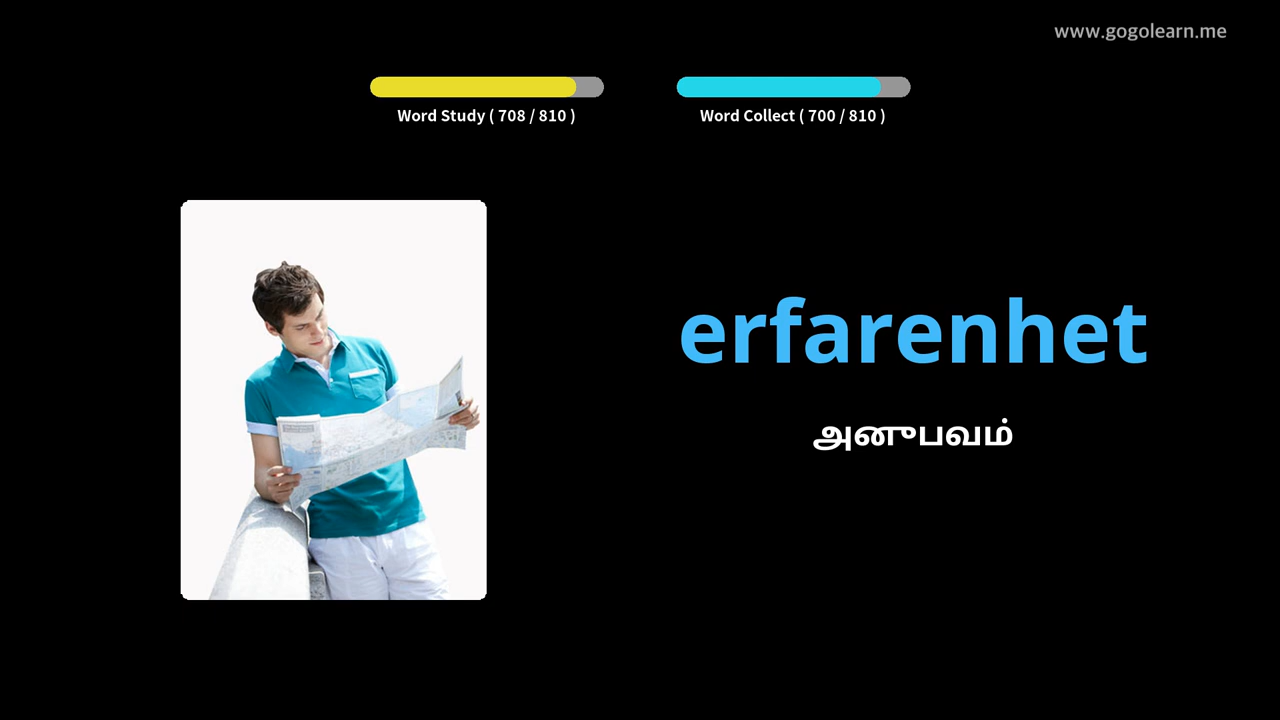 www.gogolearn.me
Word Study ( 708 / 810 )
Word Collect ( 700 / 810 )
erfarenhet
அனுபவம்